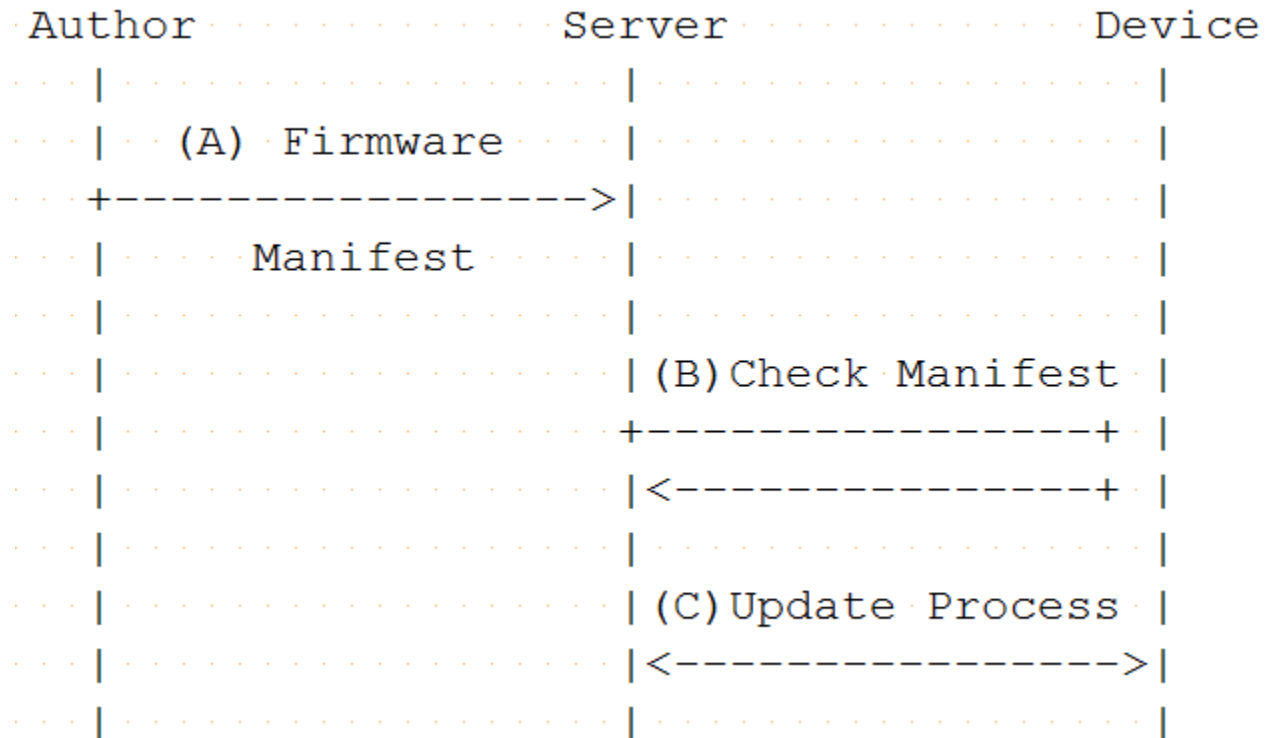 Author Server Device
| | |
| (A) Firmware | |
+----------------->| |
| Manifest | |
| | |
| |(B)Check Manifest |
| +----------------+ |
| |<---------------+ |
| | |
| |(C)Update Process |
| |<---------------->|
| | |